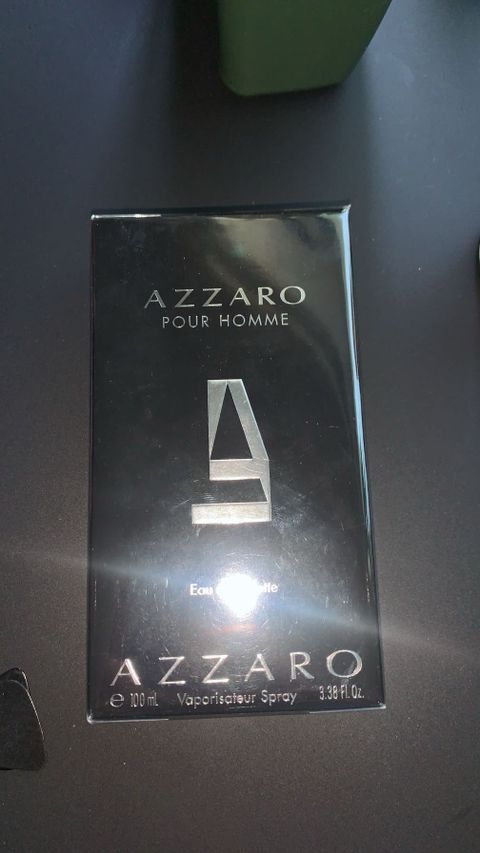 AZZARO
POUR HOMME
Eau
AZZARO
℮ 100 mL Vaporisateur Spray 3.38 Fl. Oz.